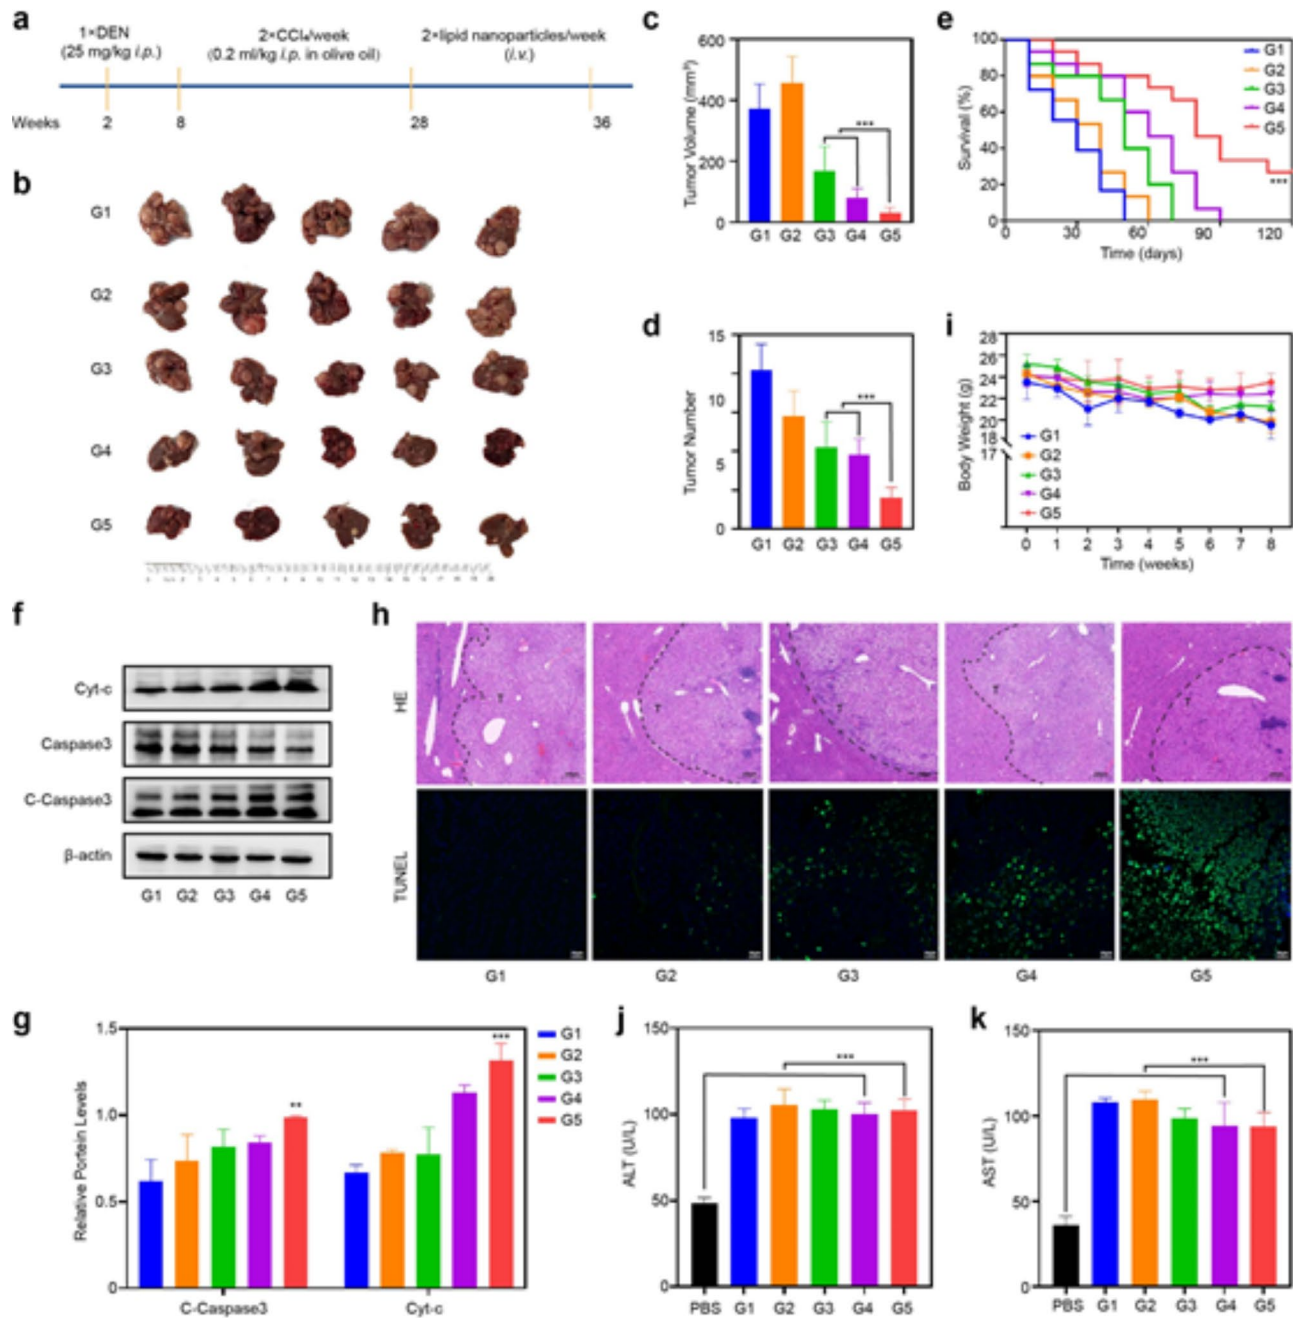 a
1×DEN
(25 mg/kg i.p.)
2×CCl₄/week
(0.2 ml/kg i.p. in olive oil)
2×lipid nanoparticles/week
(i.v.)
Weeks 2 8 28 36
b
G1
G2
G3
G4
G5
c
Tumor Volume (mm³)
600
400
200
0
***
G1 G2 G3 G4 G5
d
Tumor Number
15
10
5
0
***
G1 G2 G3 G4 G5
e
Survival (%)
100
80
60
40
20
0
G1
G2
G3
G4
G5
***
0 30 60 90 120
Time (days)
i
Body Weight (g)
28
26
24
22
20
18
17
G1
G2
G3
G4
G5
0 1 2 3 4 5 6 7 8
Time (weeks)
f
Cyt-c
Caspase3
C-Caspase3
β-actin
G1 G2 G3 G4 G5
h
HE
T T T T T
TUNEL
G1 G2 G3 G4 G5
g
Relative Portein Levels
1.5
1.0
0.5
0
**
***
G1
G2
G3
G4
G5
C-Caspase3 Cyt-c
j
ALT (U/L)
150
100
50
0
***
PBS G1 G2 G3 G4 G5
k
AST (U/L)
150
100
50
0
***
PBS G1 G2 G3 G4 G5